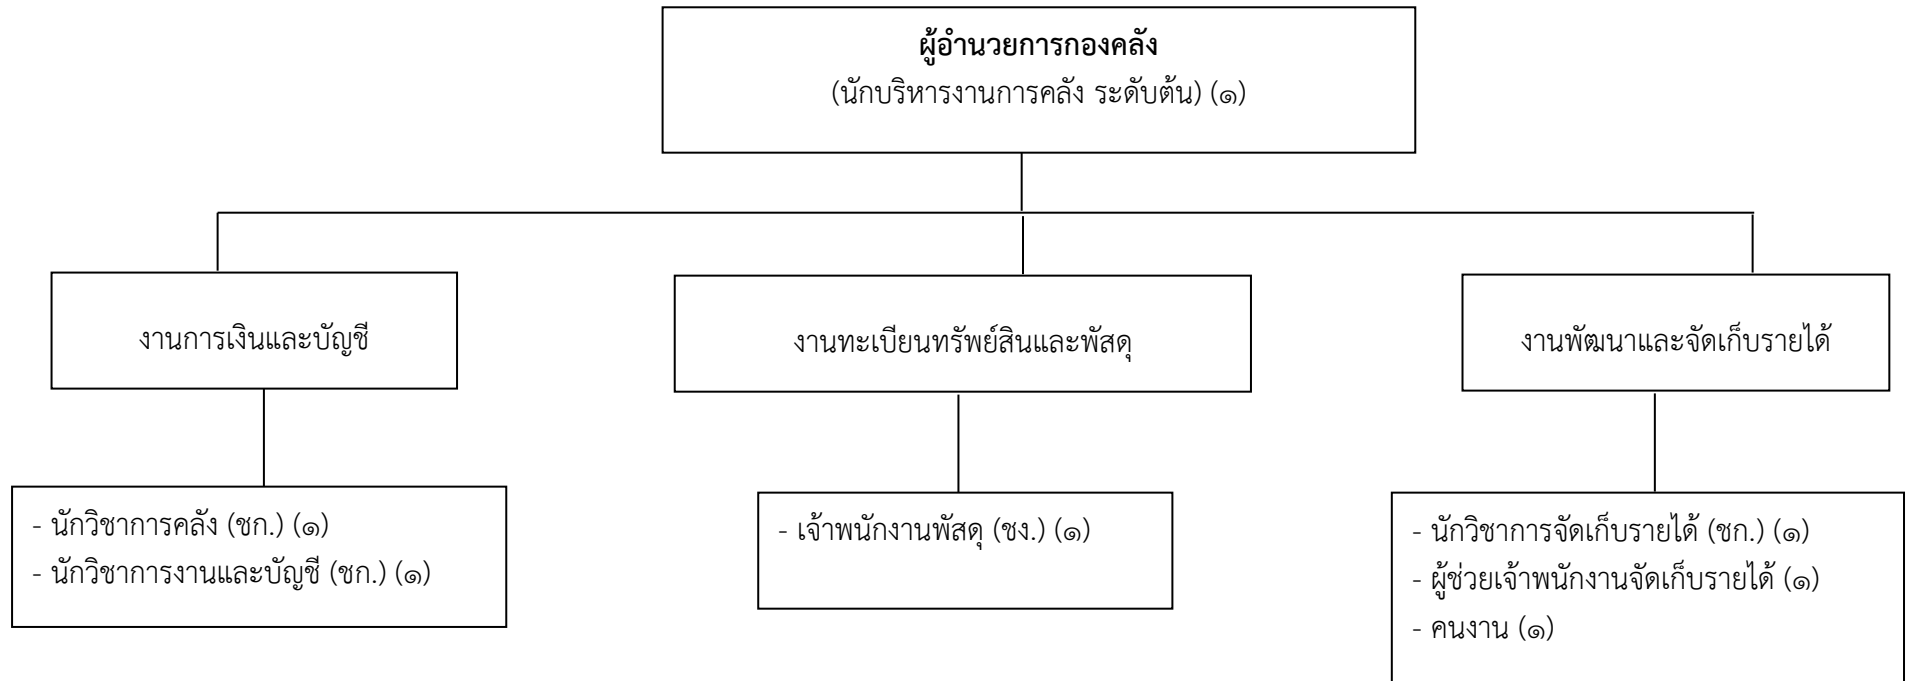 ผู้อำนวยการกองคลัง
(นักบริหารงานการคลัง ระดับต้น) (๑)
งานการเงินและบัญชี
งานทะเบียนทรัพย์สินและพัสดุ
งานพัฒนาและจัดเก็บรายได้
- นักวิชาการคลัง (ชก.) (๑)
- นักวิชาการงานและบัญชี (ชก.) (๑)
- เจ้าพนักงานพัสดุ (ชง.) (๑)
- นักวิชาการจัดเก็บรายได้ (ชก.) (๑)
- ผู้ช่วยเจ้าพนักงานจัดเก็บรายได้ (๑)
- คนงาน (๑)